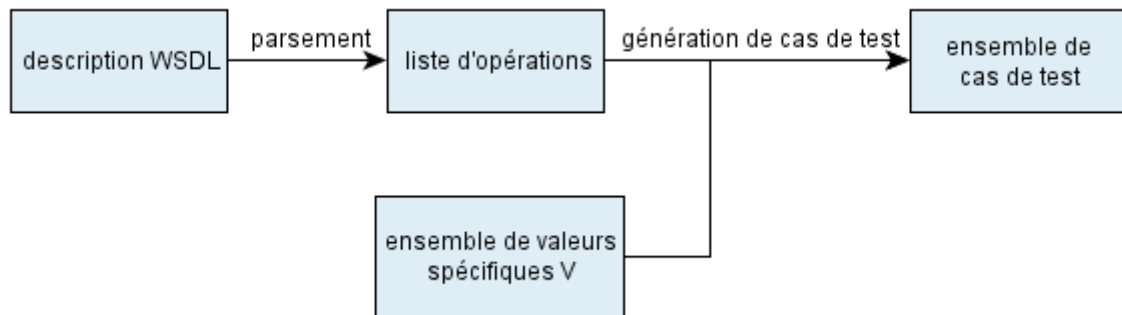 description WSDL
parsement
liste d'opérations
génération de cas de test
ensemble de
cas de test
ensemble de valeurs
spécifiques V